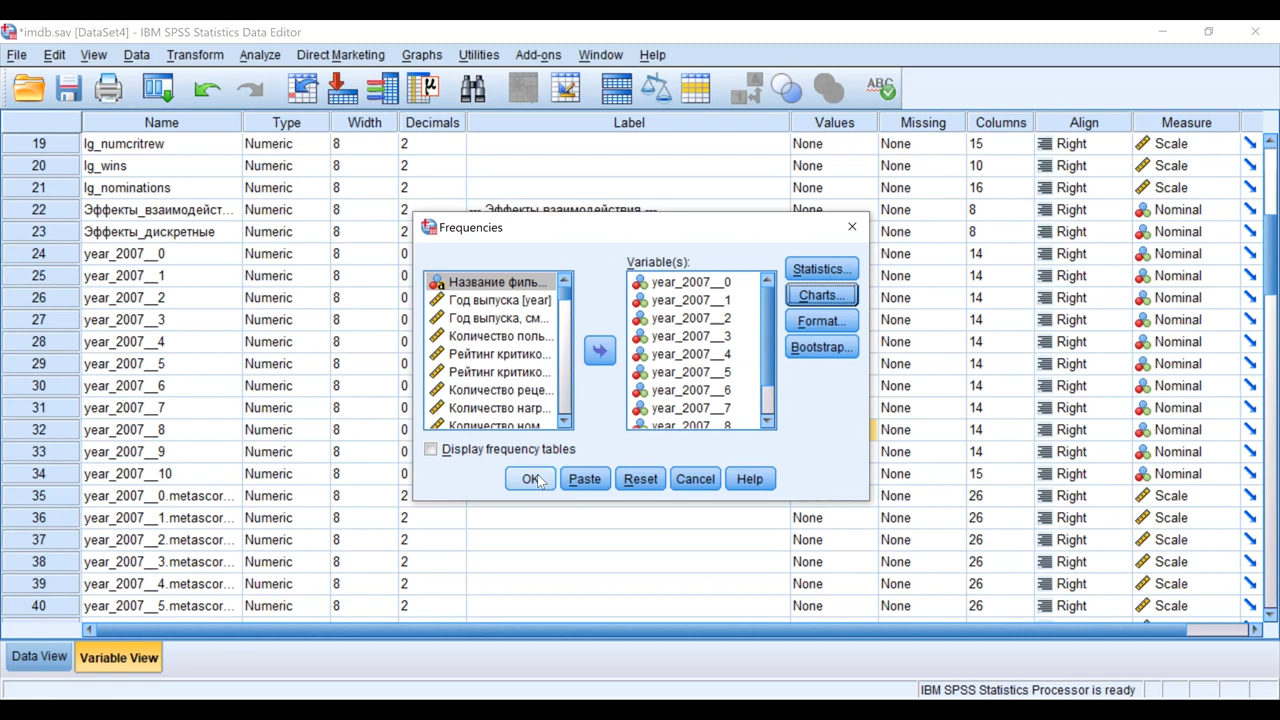 *imdb.sav [DataSet4] - IBM SPSS Statistics Data Editor
File Edit View Data Transform Analyze Direct Marketing Graphs Utilities Add-ons Window Help
Name Type Width Decimals Label Values Missing Columns Align Measure
19 lg_numcritrew Numeric 8 2 None None 15 Right Scale
20 lg_wins Numeric 8 2 None None 10 Right Scale
21 lg_nominations Numeric 8 2 None None 16 Right Scale
22 Эффекты_взаимодейст... Numeric 8 2 --- Эффекты взаимодействия --- None None 8 Right Nominal
23 Эффекты_дискретные Numeric 8 2 None 8 Right Nominal
24 year_2007__0 Numeric 8 0 None 14 Right Nominal
25 year_2007__1 Numeric 8 0 None 14 Right Nominal
26 year_2007__2 Numeric 8 0 None 14 Right Nominal
27 year_2007__3 Numeric 8 0 None 14 Right Nominal
28 year_2007__4 Numeric 8 0 None 14 Right Nominal
29 year_2007__5 Numeric 8 0 None 14 Right Nominal
30 year_2007__6 Numeric 8 0 None 14 Right Nominal
31 year_2007__7 Numeric 8 0 None 14 Right Nominal
32 year_2007__8 Numeric 8 0 None 14 Right Nominal
33 year_2007__9 Numeric 8 0 None 14 Right Nominal
34 year_2007__10 Numeric 8 0 None 15 Right Nominal
35 year_2007__0.metascor... Numeric 8 2 None 26 Right Scale
36 year_2007__1.metascor... Numeric 8 2 None None 26 Right Scale
37 year_2007__2.metascor... Numeric 8 2 None None 26 Right Scale
38 year_2007__3.metascor... Numeric 8 2 None None 26 Right Scale
39 year_2007__4.metascor... Numeric 8 2 None None 26 Right Scale
40 year_2007__5.metascor... Numeric 8 2 None None 26 Right Scale
Frequencies
Название филь...
Год выпуска [year]
Год выпуска, см...
Количество поль...
Рейтинг критико...
Рейтинг критико...
Количество реце...
Количество нагр...
Количество ном...
Variable(s):
year_2007__0
year_2007__1
year_2007__2
year_2007__3
year_2007__4
year_2007__5
year_2007__6
year_2007__7
year_2007__8
Statistics...
Charts...
Format...
Bootstrap...
Display frequency tables
OK Paste Reset Cancel Help
Data View Variable View
IBM SPSS Statistics Processor is ready
ABC